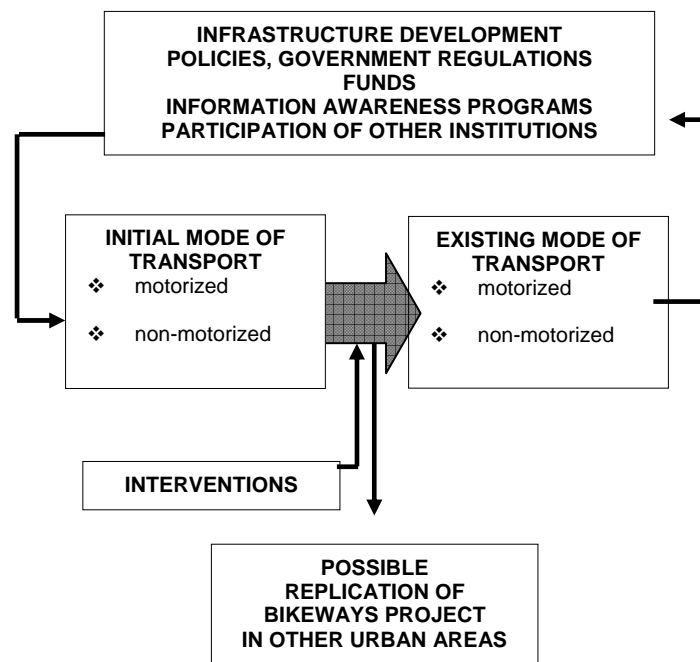 INFRASTRUCTURE DEVELOPMENT
POLICIES, GOVERNMENT REGULATIONS
FUNDS
INFORMATION AWARENESS PROGRAMS
PARTICIPATION OF OTHER INSTITUTIONS
INITIAL MODE OF
TRANSPORT
❖ motorized
❖ non-motorized
EXISTING MODE OF
TRANSPORT
❖ motorized
❖ non-motorized
INTERVENTIONS
POSSIBLE
REPLICATION OF
BIKEWAYS PROJECT
IN OTHER URBAN AREAS